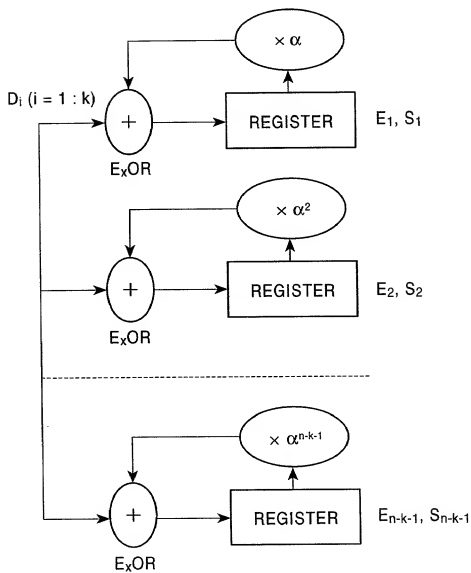 × α
Dᵢ (i = 1 : k)
+
REGISTER
E₁, S₁
EₓOR
× α²
+
REGISTER
E₂, S₂
EₓOR
× αⁿ⁻ᵏ⁻¹
+
REGISTER
Eₙ₋ₖ₋₁, Sₙ₋ₖ₋₁
EₓOR